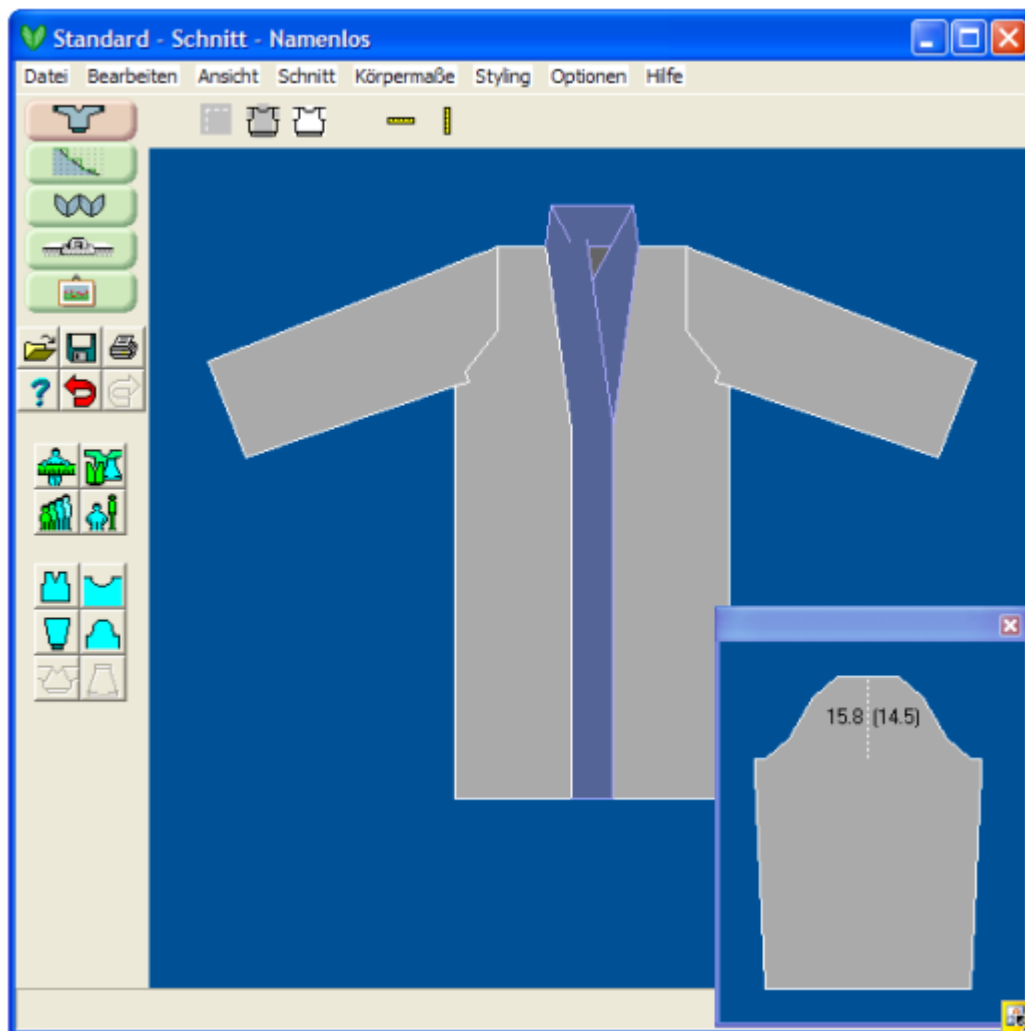 Standard - Schnitt - Namenlos
Datei Bearbeiten Ansicht Schnitt Körpermaße Styling Optionen Hilfe
15.8 (14.5)